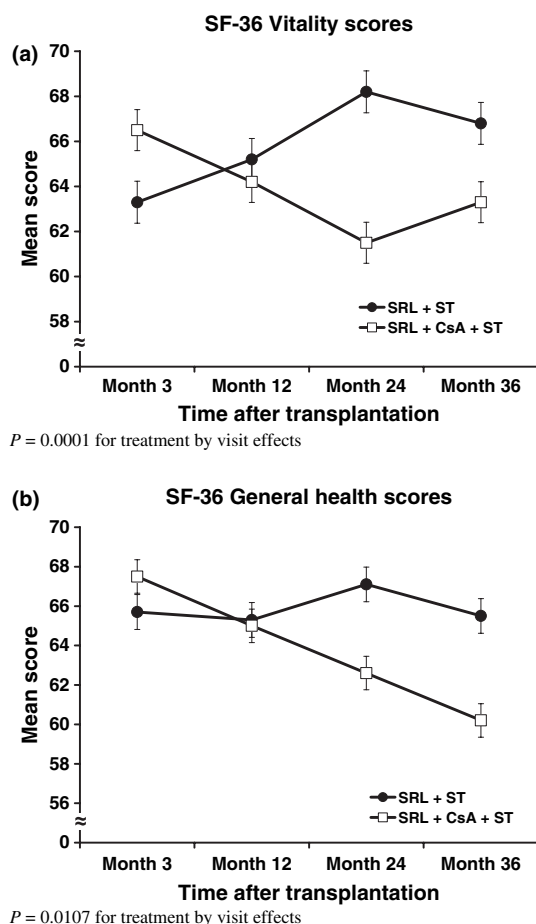 SF-36 Vitality scores
(a)
70
68
66
64
62
60
58
≈
0
Mean score
SRL + ST
SRL + CsA + ST
Month 3 Month 12 Month 24 Month 36
Time after transplantation
P = 0.0001 for treatment by visit effects
(b) SF-36 General health scores
70
68
66
64
62
60
58
56
≈
0
Mean score
SRL + ST
SRL + CsA + ST
Month 3 Month 12 Month 24 Month 36
Time after transplantation
P = 0.0107 for treatment by visit effects